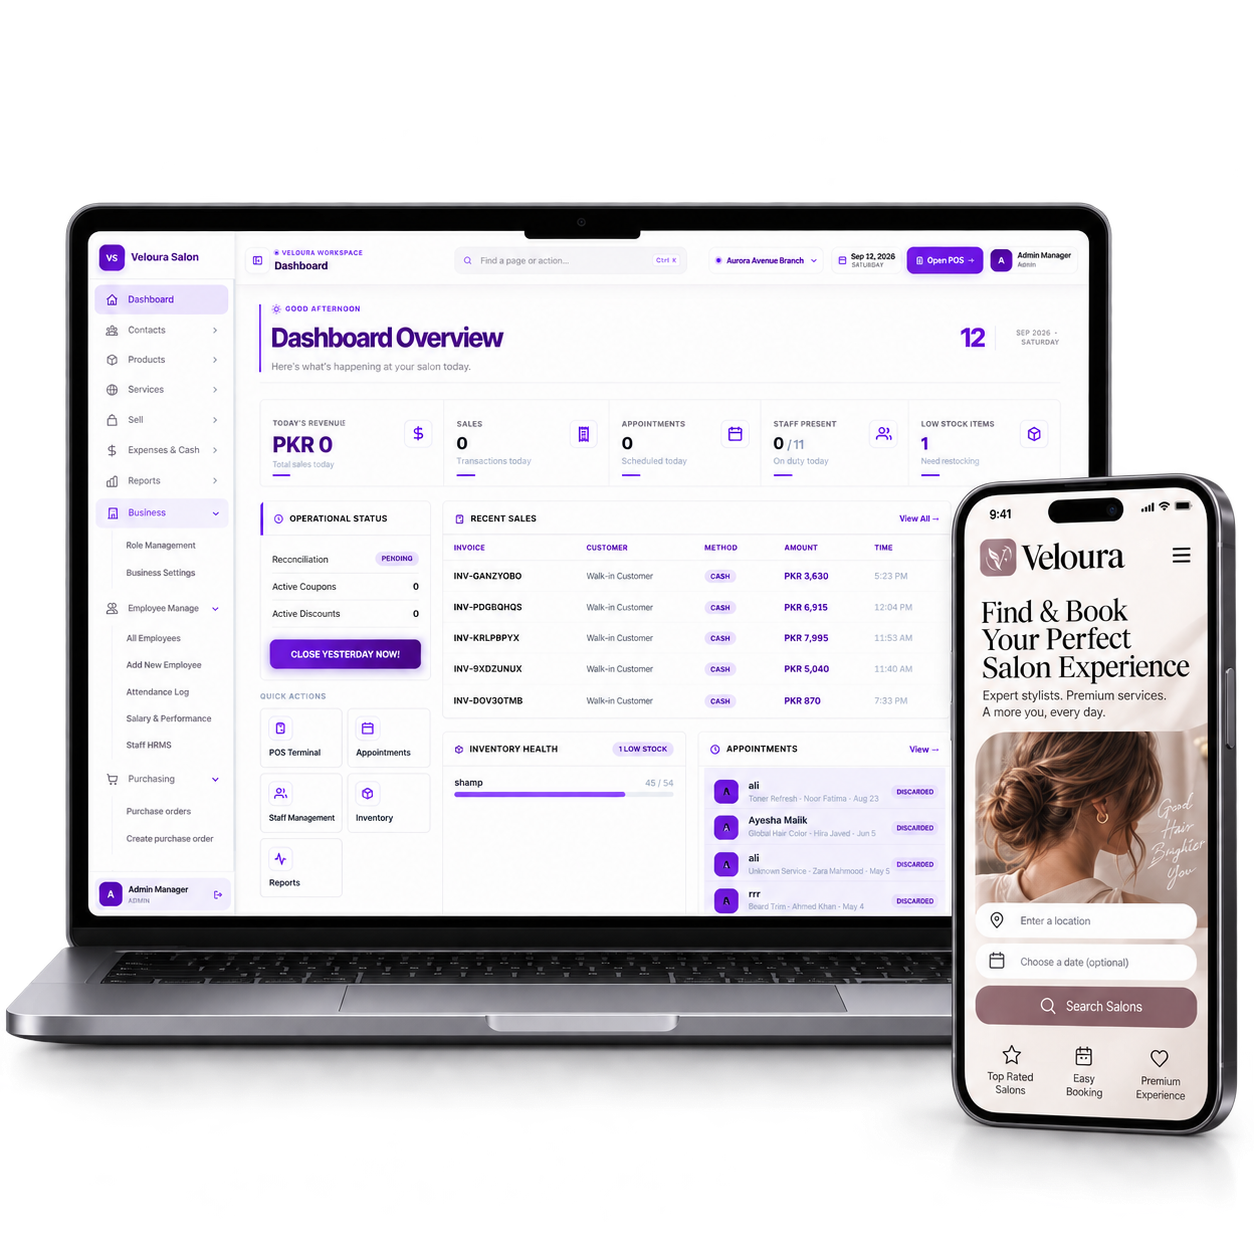 VS
Veloura Salon
Dashboard
Contacts
Products
Services
Sell
Expenses & Cash
Reports
Business
Role Management
Business Settings
Employee Manage
All Employees
Add New Employee
Attendance Log
Salary & Performance
Staff HRMS
Purchasing
Purchase orders
Create purchase order
A
Admin Manager
ADMIN
VELOURA WORKSPACE
Dashboard
Find a page or action...
Ctrl K
Aurora Avenue Branch
Sep 12, 2026
SATURDAY
Open POS →
A
Admin Manager
Admin
GOOD AFTERNOON
Dashboard Overview
Here's what's happening at your salon today.
12
SEP 2026 ·
SATURDAY
TODAY'S REVENUE
PKR 0
Total sales today
SALES
0
Transactions today
APPOINTMENTS
0
Scheduled today
STAFF PRESENT
0 / 11
On duty today
LOW STOCK ITEMS
1
Need restocking
OPERATIONAL STATUS
Reconciliation PENDING
Active Coupons 0
Active Discounts 0
CLOSE YESTERDAY NOW!
QUICK ACTIONS
POS Terminal
Appointments
Staff Management
Inventory
Reports
RECENT SALES
View All →
INVOICE CUSTOMER METHOD AMOUNT TIME
INV-GANZYOBO Walk-in Customer CASH PKR 3,630 5:23 PM
INV-PDGBQHQS Walk-in Customer CASH PKR 6,915 12:04 PM
INV-KRLPBPYX Walk-in Customer CASH PKR 7,995 11:53 AM
INV-9XDZUNUX Walk-in Customer CASH PKR 5,040 11:40 AM
INV-DOV3OTMB Walk-in Customer CASH PKR 870 7:33 PM
INVENTORY HEALTH
1 LOW STOCK
shamp 45 / 54
APPOINTMENTS
View →
A
ali
Toner Refresh · Noor Fatima · Aug 23
DISCARDED
A
Ayesha Malik
Global Hair Color · Hira Javed · Jun 5
DISCARDED
A
ali
Unknown Service · Zara Mahmood · May 5
DISCARDED
A
rrr
Beard Trim · Ahmed Khan · May 4
DISCARDED
9:41
Veloura
Find & Book
Your Perfect
Salon Experience
Expert stylists. Premium services.
A more you, every day.
Good
Hair
Brighter
You
Enter a location
Choose a date (optional)
Search Salons
Top Rated
Salons
Easy
Booking
Premium
Experience